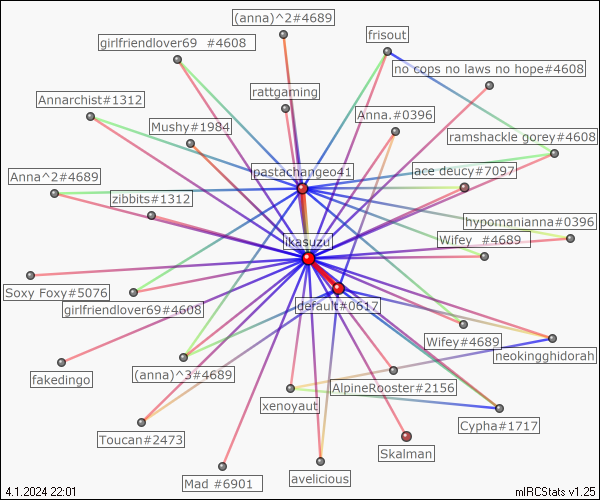 (anna)^2#4689
girlfriendlover69 #4608
frisout
no cops no laws no hope#4608
rattgaming
Annarchist#1312
Anna.#0396
Mushy#1984
ramshackle gorey#4608
pastachangeo41
ace deucy#7097
Anna^2#4689
zibbits#1312
hypomanianna#0396
ikasuzu
Wifey #4689
Soxy Foxy#5076
girlfriendlover69#4608
default#0617
Wifey#4689
neokingghidorah
fakedingo
(anna)^3#4689
AlpineRooster#2156
xenoyaut
Cypha#1717
Toucan#2473
Skalman
Mad #6901
avelicious
4.1.2024 22:01
mIRCStats v1.25